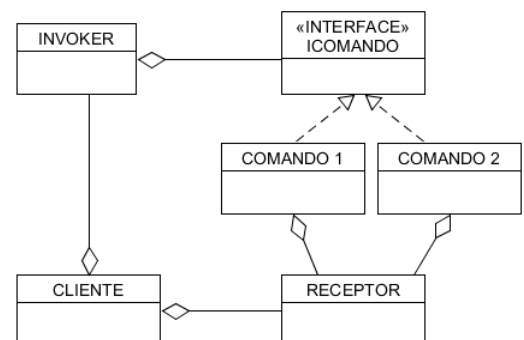 INVOKER
«INTERFACE»
ICOMANDO
COMANDO 1
COMANDO 2
CLIENTE
RECEPTOR